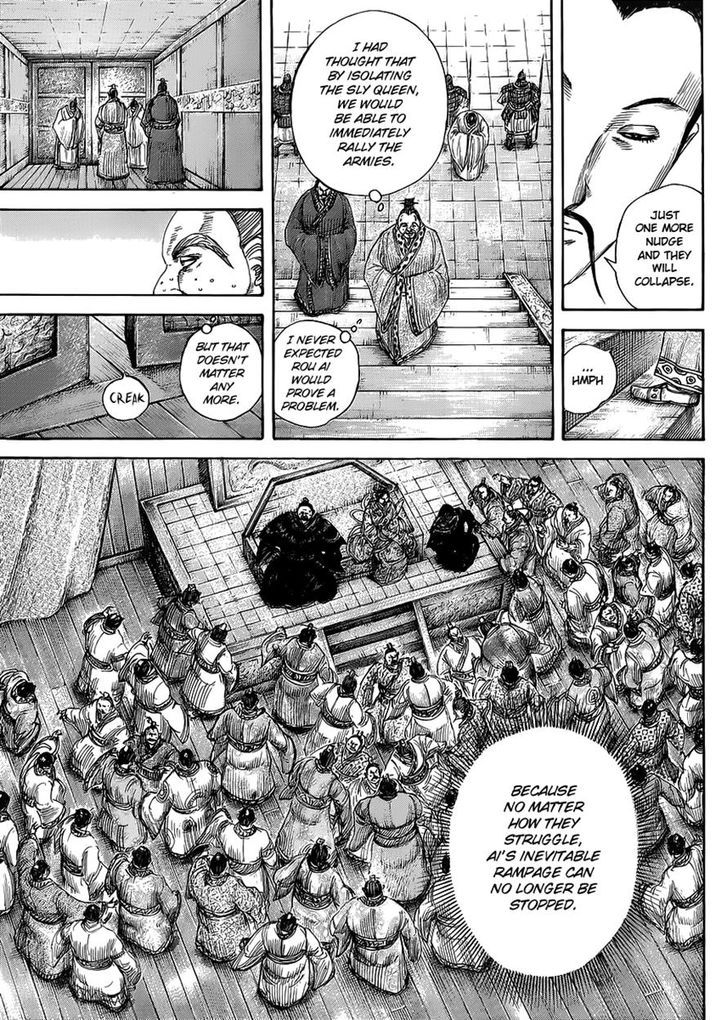 JUST
ONE MORE
NUDGE
AND THEY
WILL
COLLAPSE.
...
HMPH
I HAD
THOUGHT THAT
BY ISOLATING
THE SLY QUEEN,
WE WOULD
BE ABLE TO
IMMEDIATELY
RALLY THE
ARMIES.
I NEVER
EXPECTED
ROU AI
WOULD
PROVE A
PROBLEM.
BUT THAT
DOESN'T
MATTER
ANY
MORE.
CREAK
BECAUSE
NO MATTER
HOW THEY
STRUGGLE,
AI'S INEVITABLE
RAMPAGE CAN
NO LONGER BE
STOPPED.